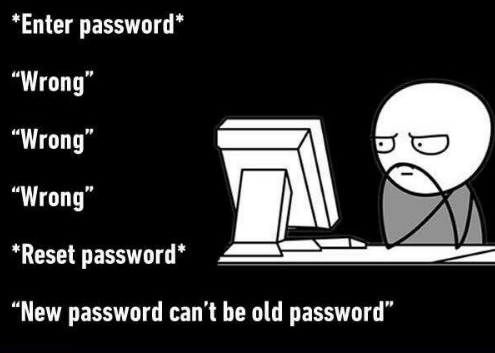 *Enter password*
“Wrong”
“Wrong”
“Wrong”
*Reset password*
“New password can’t be old password”